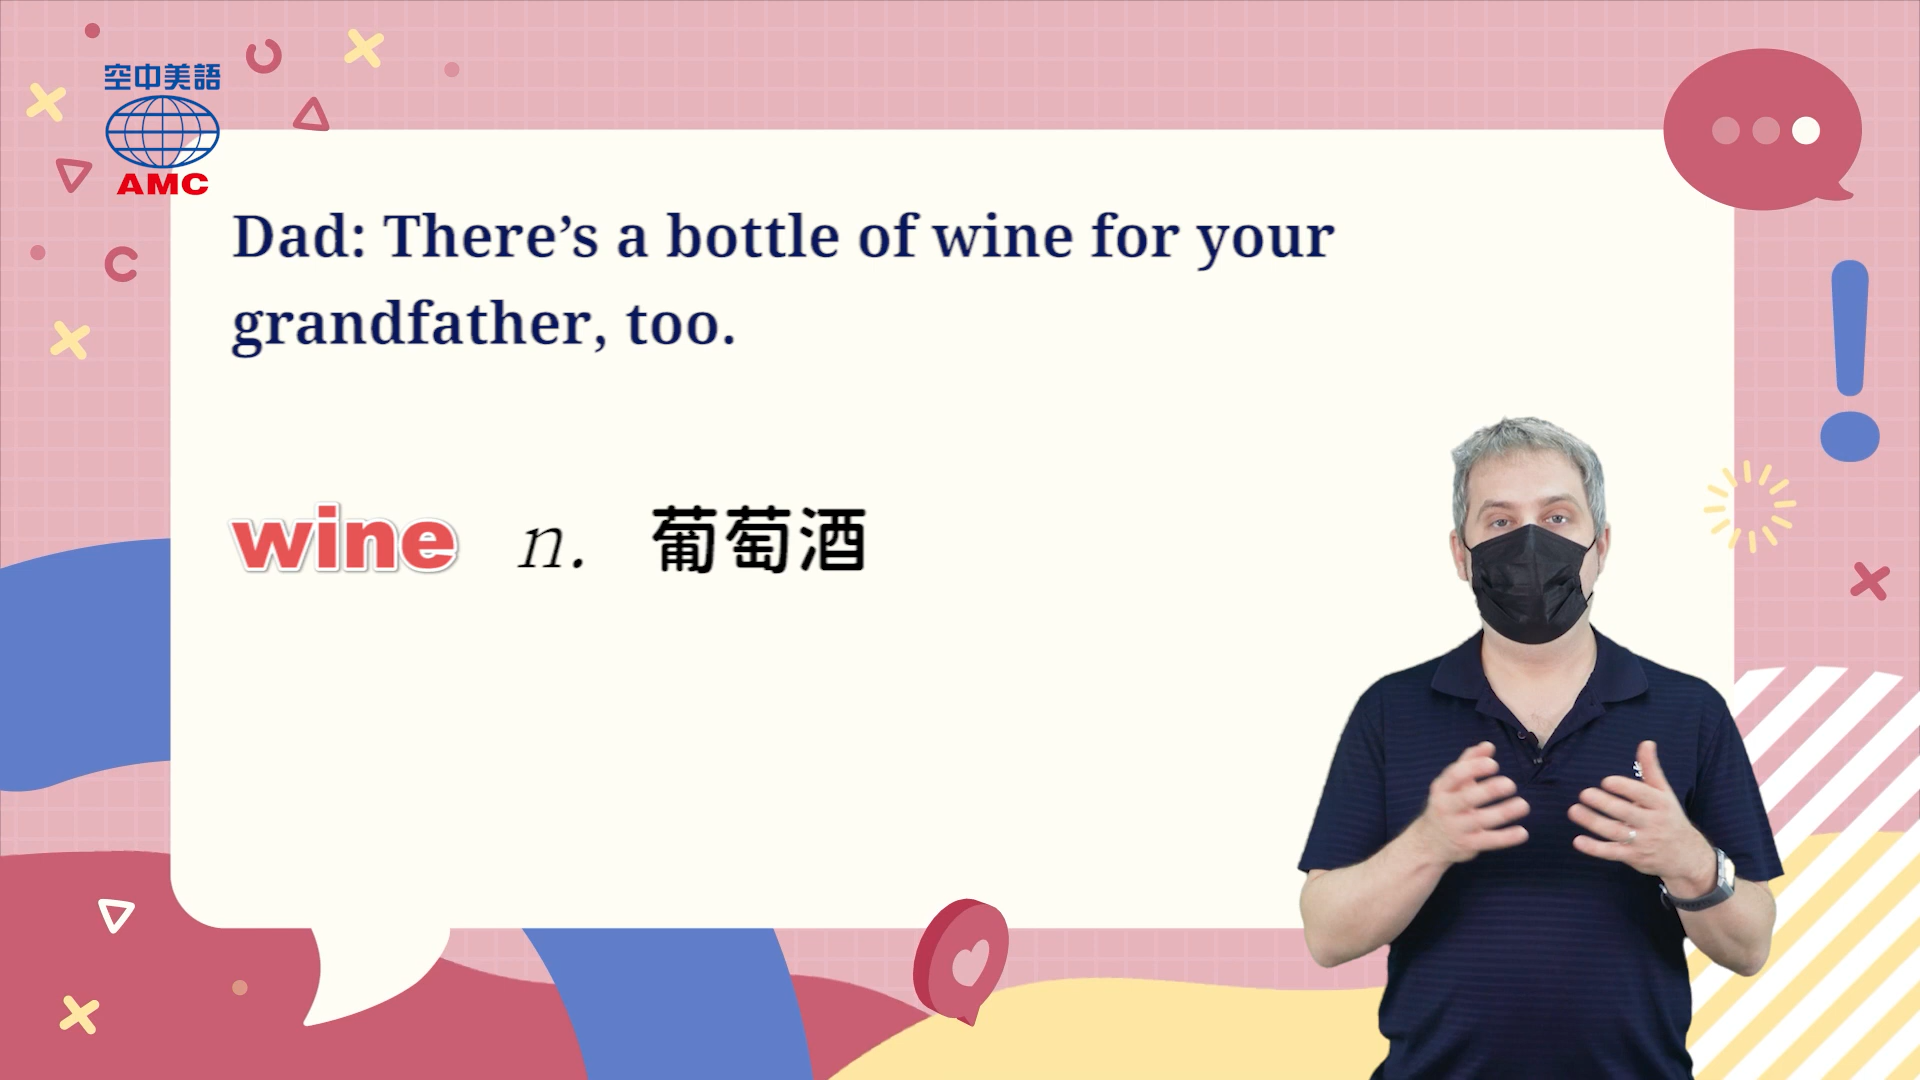 空中美語
AMC
Dad: There’s a bottle of wine for your
grandfather, too.
wine n. 葡萄酒